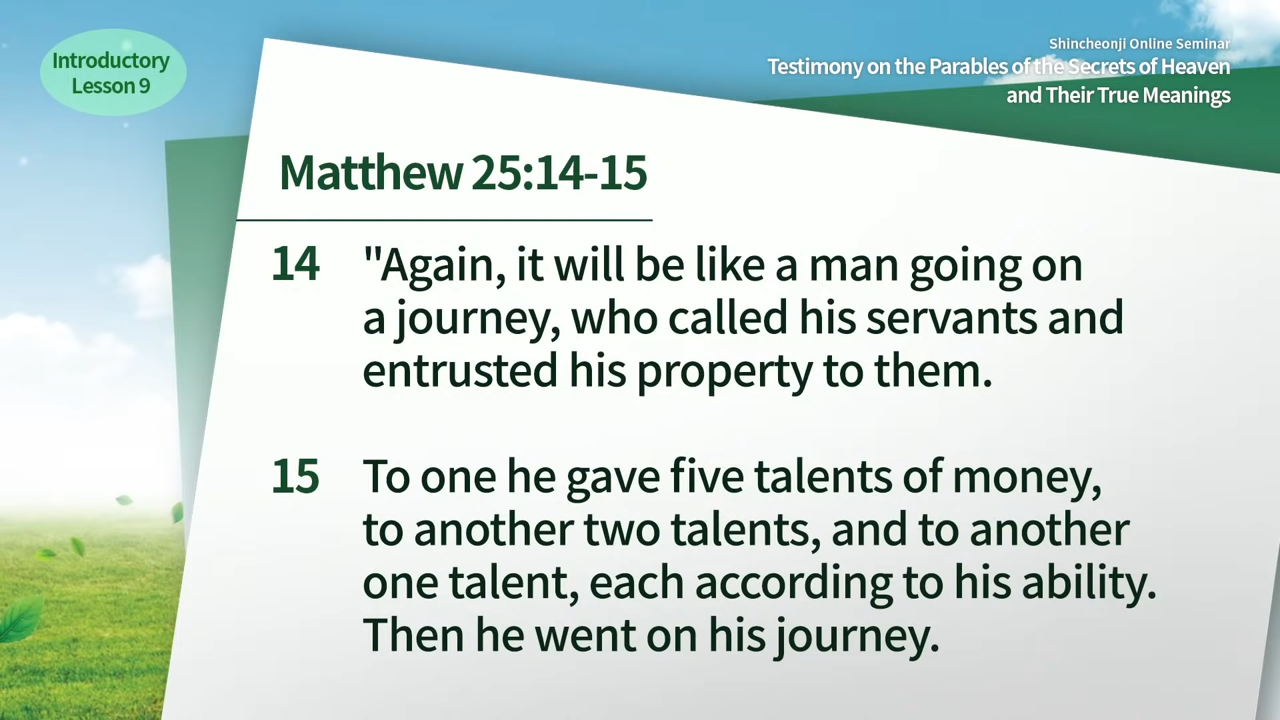 Introductory
Lesson 9
Shincheonji Online Seminar
Testimony on the Parables of the Secrets of Heaven
and Their True Meanings
Matthew 25:14-15
14 "Again, it will be like a man going on
a journey, who called his servants and
entrusted his property to them.
15 To one he gave five talents of money,
to another two talents, and to another
one talent, each according to his ability.
Then he went on his journey.